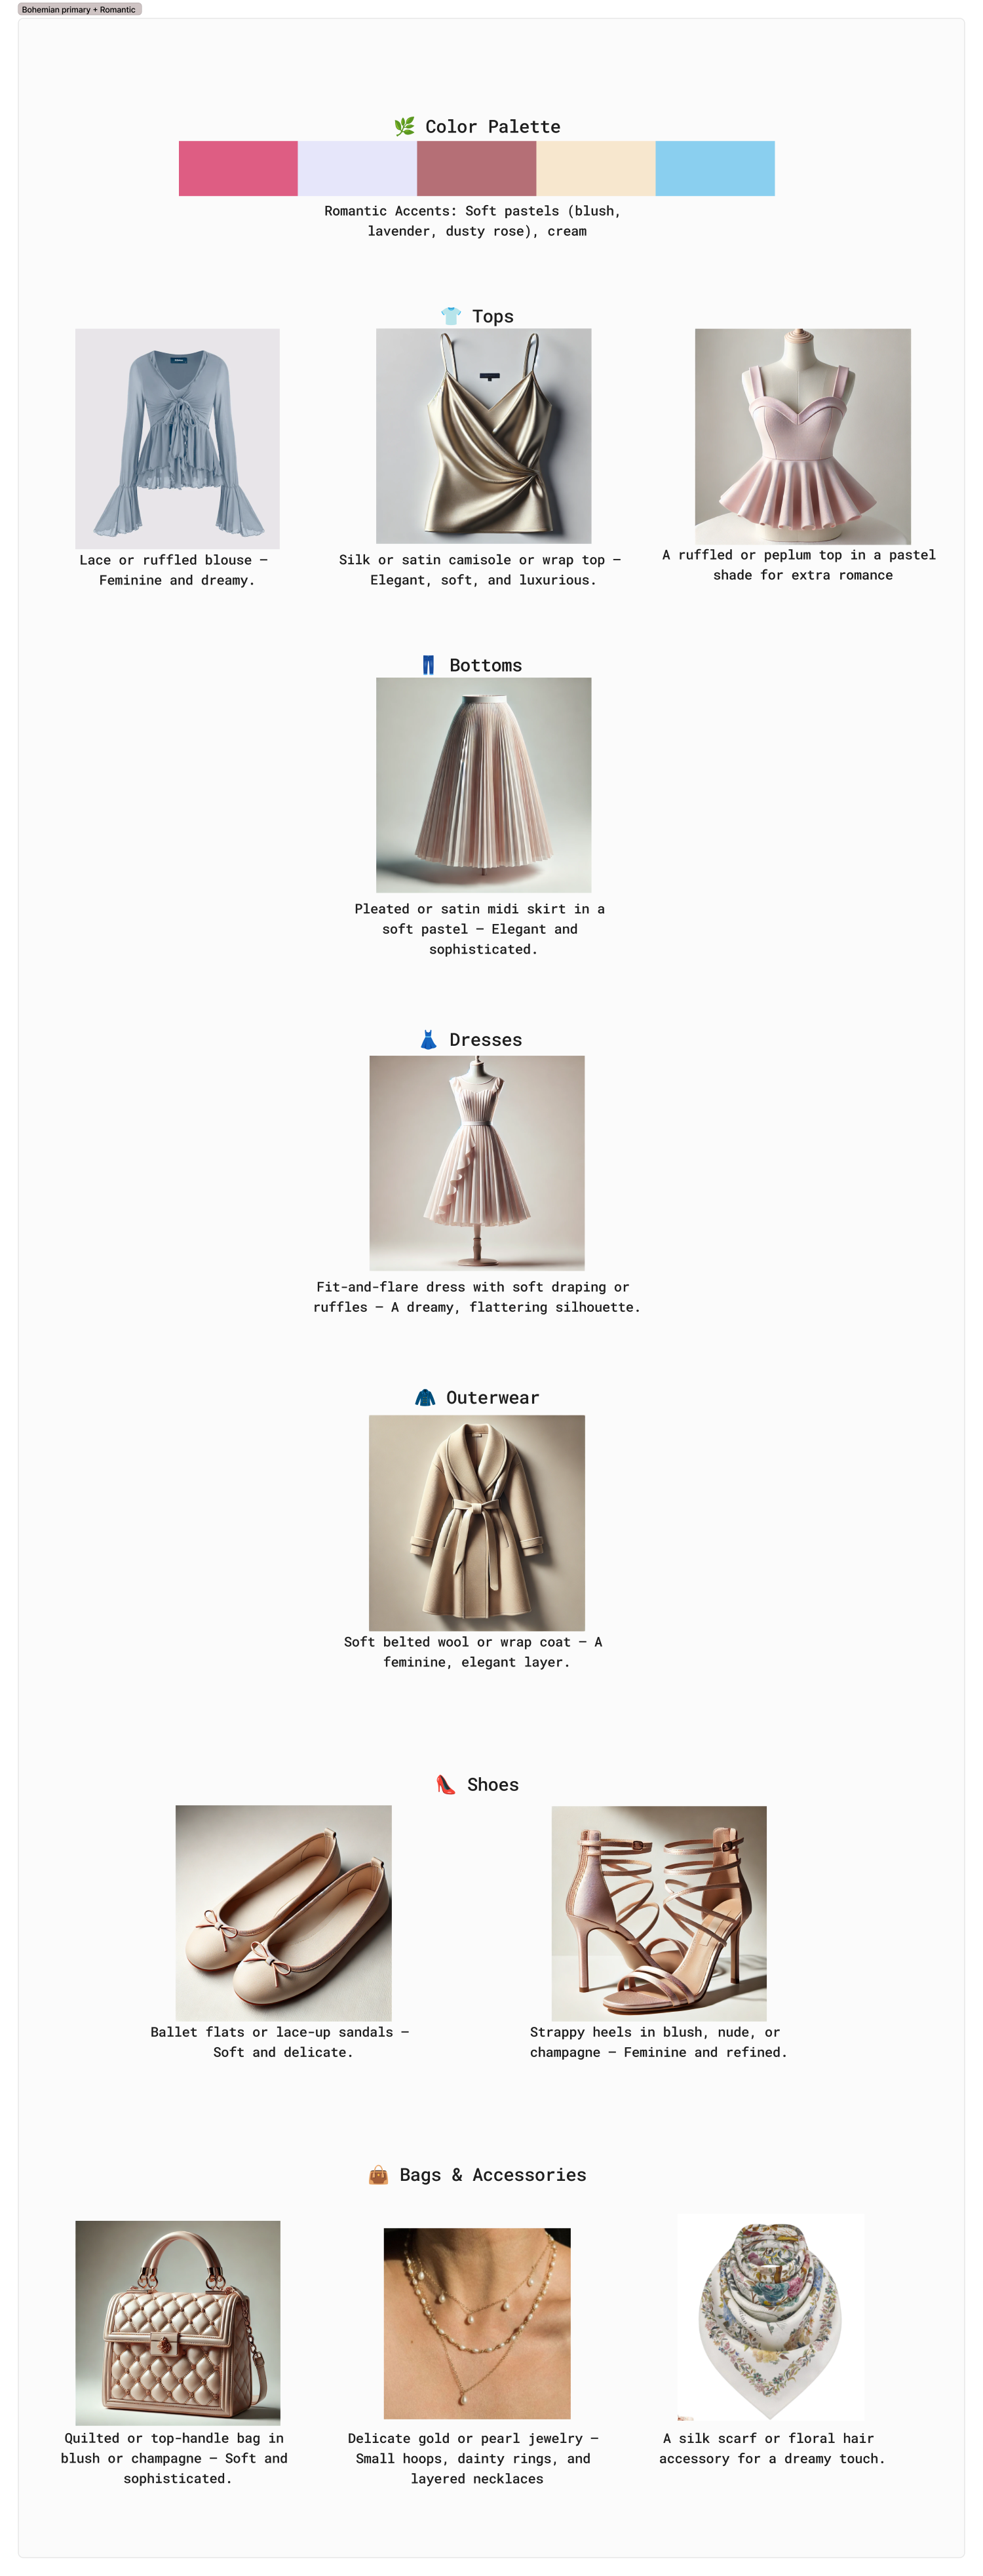 Bohemian primary + Romantic
🌿 Color Palette
Romantic Accents: Soft pastels (blush,
lavender, dusty rose), cream
👕 Tops
Lace or ruffled blouse –
Feminine and dreamy.
Silk or satin camisole or wrap top –
Elegant, soft, and luxurious.
A ruffled or peplum top in a pastel
shade for extra romance
👖 Bottoms
Pleated or satin midi skirt in a
soft pastel – Elegant and
sophisticated.
👗 Dresses
Fit-and-flare dress with soft draping or
ruffles – A dreamy, flattering silhouette.
🧥 Outerwear
Soft belted wool or wrap coat – A
feminine, elegant layer.
👠 Shoes
Ballet flats or lace-up sandals –
Soft and delicate.
Strappy heels in blush, nude, or
champagne – Feminine and refined.
👜 Bags & Accessories
Quilted or top-handle bag in
blush or champagne – Soft and
sophisticated.
Delicate gold or pearl jewelry –
Small hoops, dainty rings, and
layered necklaces
A silk scarf or floral hair
accessory for a dreamy touch.